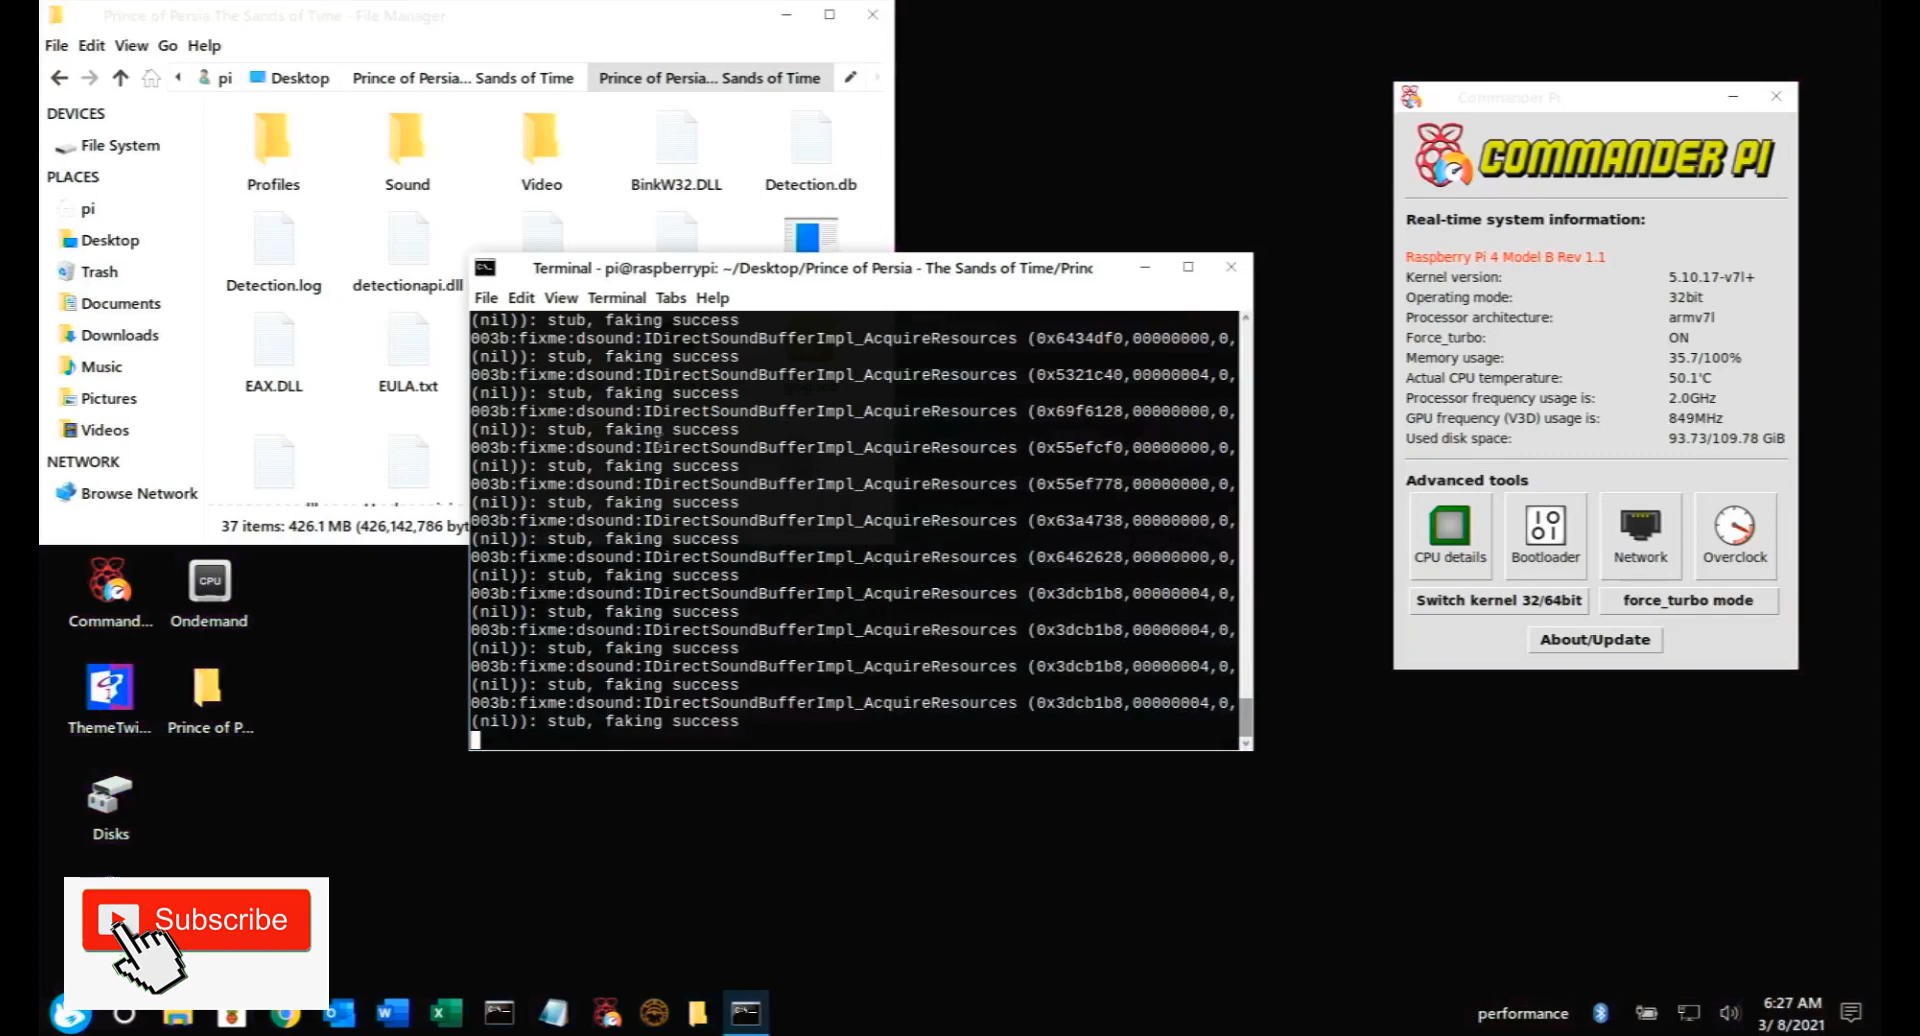 Prince of Persia The Sands of Time - File Manager
File Edit View Go Help
pi Desktop Prince of Persia... Sands of Time Prince of Persia... Sands of Time
DEVICES
File System
PLACES
pi
Desktop
Trash
Documents
Downloads
Music
Pictures
Videos
NETWORK
Browse Network
Profiles Sound Video BinkW32.DLL Detection.db
Detection.log detectionapi.dll
EAX.DLL EULA.txt
37 items: 426.1 MB (426,142,786 byt
Terminal - pi@raspberrypi: ~/Desktop/Prince of Persia - The Sands of Time/Princ
File Edit View Terminal Tabs Help
(nil)): stub, faking success
003b:fixme:dsound:IDirectSoundBufferImpl_AcquireResources (0x6434df0,00000000,0,
(nil)): stub, faking success
003b:fixme:dsound:IDirectSoundBufferImpl_AcquireResources (0x5321c40,00000004,0,
(nil)): stub, faking success
003b:fixme:dsound:IDirectSoundBufferImpl_AcquireResources (0x69f6128,00000000,0,
(nil)): stub, faking success
003b:fixme:dsound:IDirectSoundBufferImpl_AcquireResources (0x55efcf0,00000000,0,
(nil)): stub, faking success
003b:fixme:dsound:IDirectSoundBufferImpl_AcquireResources (0x55ef778,00000000,0,
(nil)): stub, faking success
003b:fixme:dsound:IDirectSoundBufferImpl_AcquireResources (0x63a4738,00000000,0,
(nil)): stub, faking success
003b:fixme:dsound:IDirectSoundBufferImpl_AcquireResources (0x6462628,00000000,0,
(nil)): stub, faking success
003b:fixme:dsound:IDirectSoundBufferImpl_AcquireResources (0x3dcb1b8,00000004,0,
(nil)): stub, faking success
003b:fixme:dsound:IDirectSoundBufferImpl_AcquireResources (0x3dcb1b8,00000004,0,
(nil)): stub, faking success
003b:fixme:dsound:IDirectSoundBufferImpl_AcquireResources (0x3dcb1b8,00000004,0,
(nil)): stub, faking success
003b:fixme:dsound:IDirectSoundBufferImpl_AcquireResources (0x3dcb1b8,00000004,0,
(nil)): stub, faking success
Commander Pi
COMMANDER PI
Real-time system information:
Raspberry Pi 4 Model B Rev 1.1
Kernel version: 5.10.17-v7l+
Operating mode: 32bit
Processor architecture: armv7l
Force_turbo: ON
Memory usage: 35.7/100%
Actual CPU temperature: 50.1'C
Processor frequency usage is: 2.0GHz
GPU frequency (V3D) usage is: 849MHz
Used disk space: 93.73/109.78 GiB
Advanced tools
CPU details Bootloader Network Overclock
Switch kernel 32/64bit force_turbo mode
About/Update
Command... Ondemand
CPU
ThemeTwi... Prince of P...
Disks
Subscribe
performance
6:27 AM
3/ 8/2021